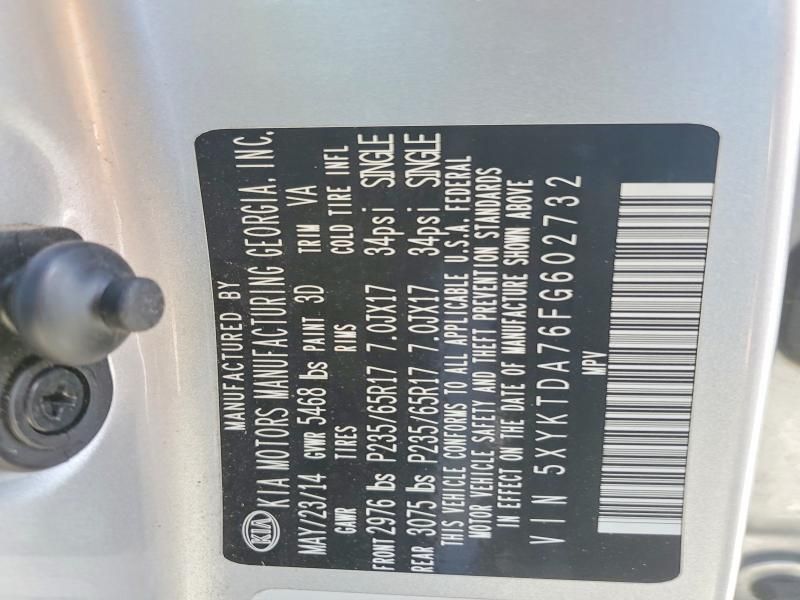 MANUFACTURED BY
KIA KIA MOTORS MANUFACTURING GEORGIA, INC.
MAY/23/14 GVWR 5468 lbs PAINT 3D TRIM VA
GAWR TIRES RIMS COLD TIRE INFL
FRONT 2976 lbs P235/65R17 7.0JX17 34psi SINGLE
REAR 3075 lbs P235/65R17 7.0JX17 34psi SINGLE
THIS VEHICLE CONFORMS TO ALL APPLICABLE U.S.A. FEDERAL
MOTOR VEHICLE SAFETY AND THEFT PREVENTION STANDARDS
IN EFFECT ON THE DATE OF MANUFACTURE SHOWN ABOVE.
VIN 5XYKTDA76FG602732
MPV